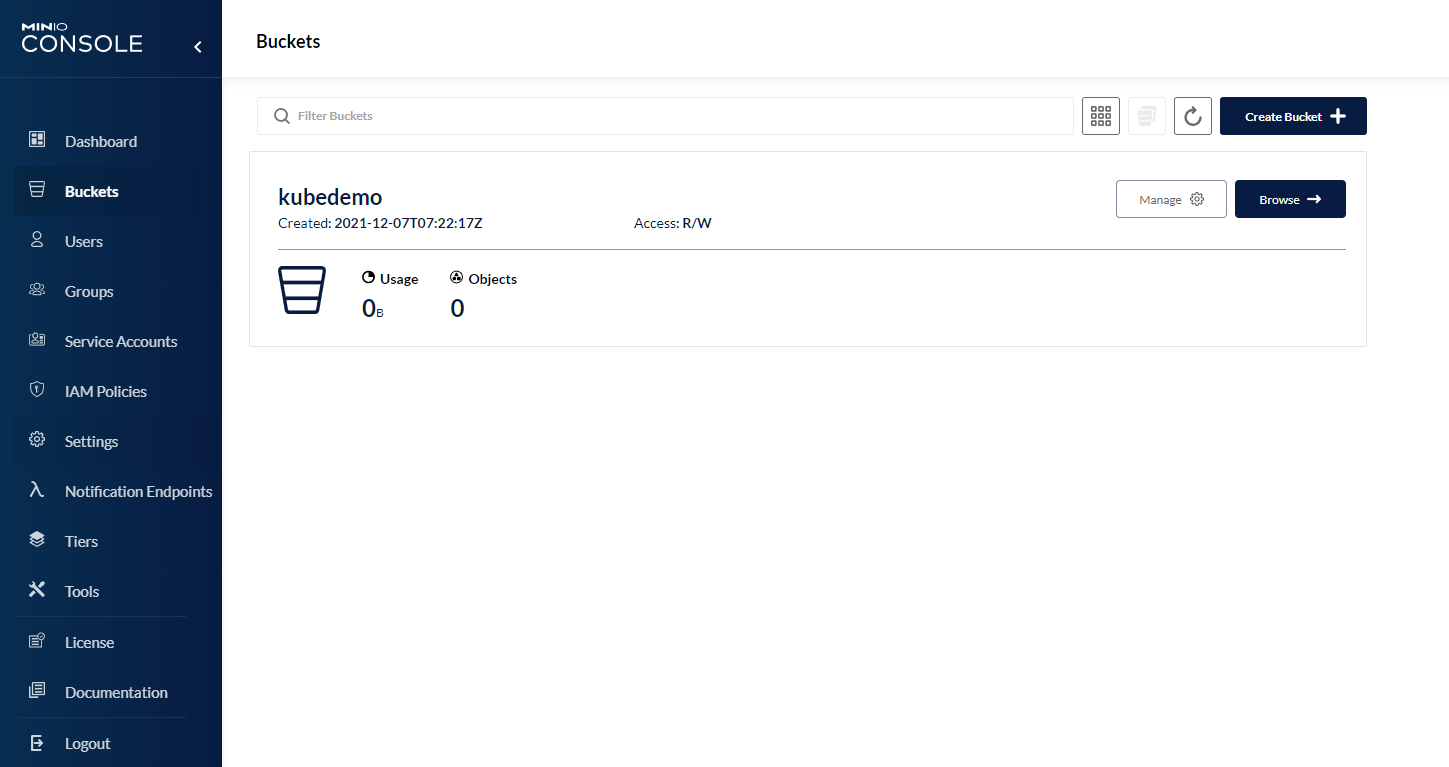 MINIO
CONSOLE
Buckets
Filter Buckets
Create Bucket
Dashboard
Buckets
Users
Groups
Service Accounts
IAM Policies
Settings
Notification Endpoints
Tiers
Tools
License
Documentation
Logout
kubedemo
Manage
Browse
Created: 2021-12-07T07:22:17Z
Access: R/W
Usage
Objects
0B
0